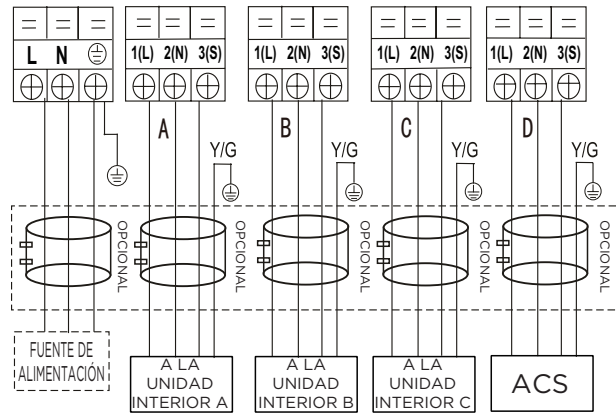 L N
1(L) 2(N) 3(S)
1(L) 2(N) 3(S)
1(L) 2(N) 3(S)
1(L) 2(N) 3(S)
A
B
C
D
Y/G
Y/G
Y/G
Y/G
OPCIONAL
OPCIONAL
OPCIONAL
OPCIONAL
OPCIONAL
FUENTE DE
ALIMENTACIÓN
A LA
UNIDAD
INTERIOR A
A LA
UNIDAD
INTERIOR B
A LA
UNIDAD
INTERIOR C
ACS